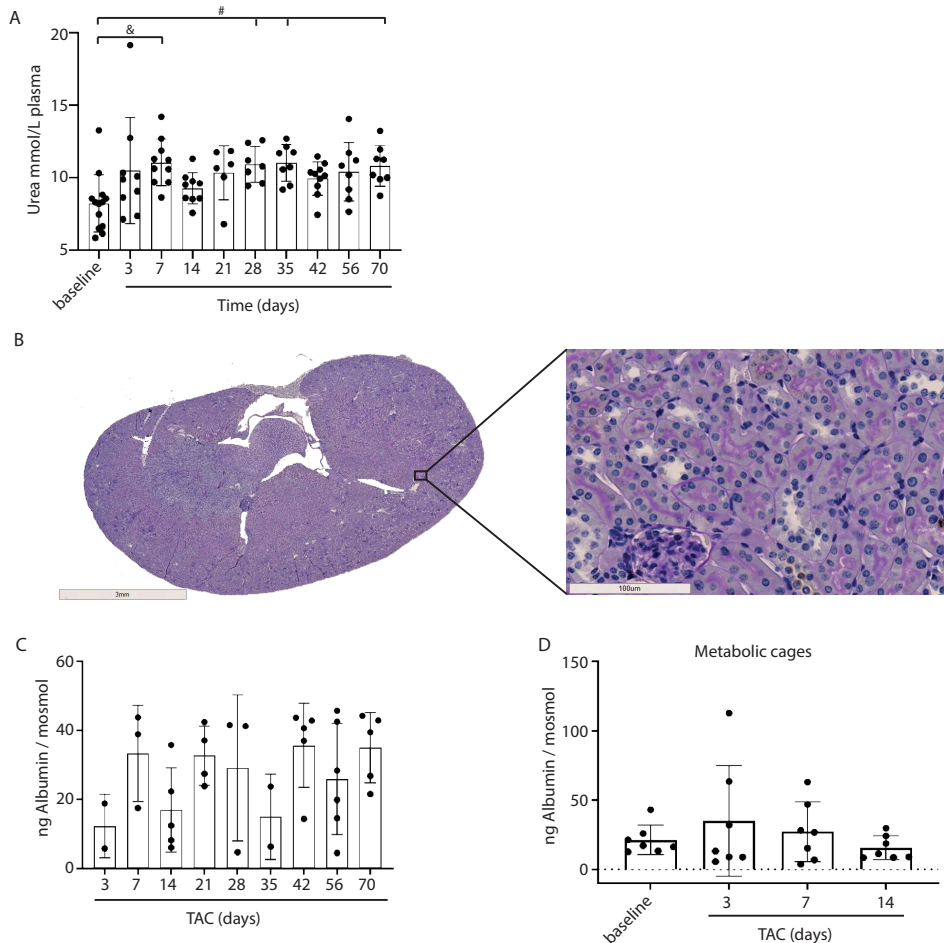 A
#
&
20
15
10
5
Urea mmol/L plasma
baseline 3 7 14 21 28 35 42 56 70
Time (days)
B
3mm
100um
C
60
40
20
0
ng Albumin / mosmol
3 7 14 21 28 35 42 56 70
TAC (days)
D
Metabolic cages
150
100
50
0
ng Albumin / mosmol
baseline 3 7 14
TAC (days)